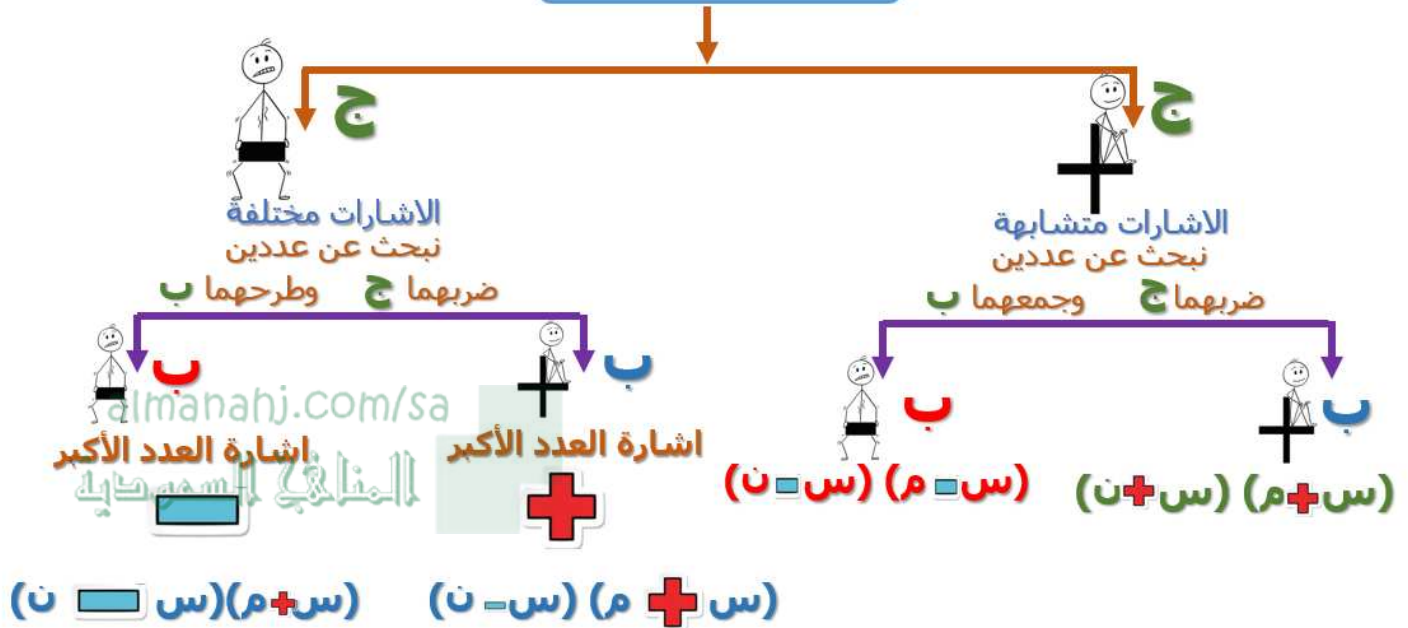 ج
ج
الاشارات متشابهة
نبحث عن عددين
ضربهما ج وجمعهما ب
الاشارات مختلفة
نبحث عن عددين
ضربهما ج وطرحهما ب
ب
ب
ب
ب
(س+م) (س+ن)
(س-م) (س-ن)
اشارة العدد الأكبر
+
اشارة العدد الأكبر
-
(س + م) (س - ن)
(س+م)(س - ن)
almanahj.com/sa
المناهج السعودية